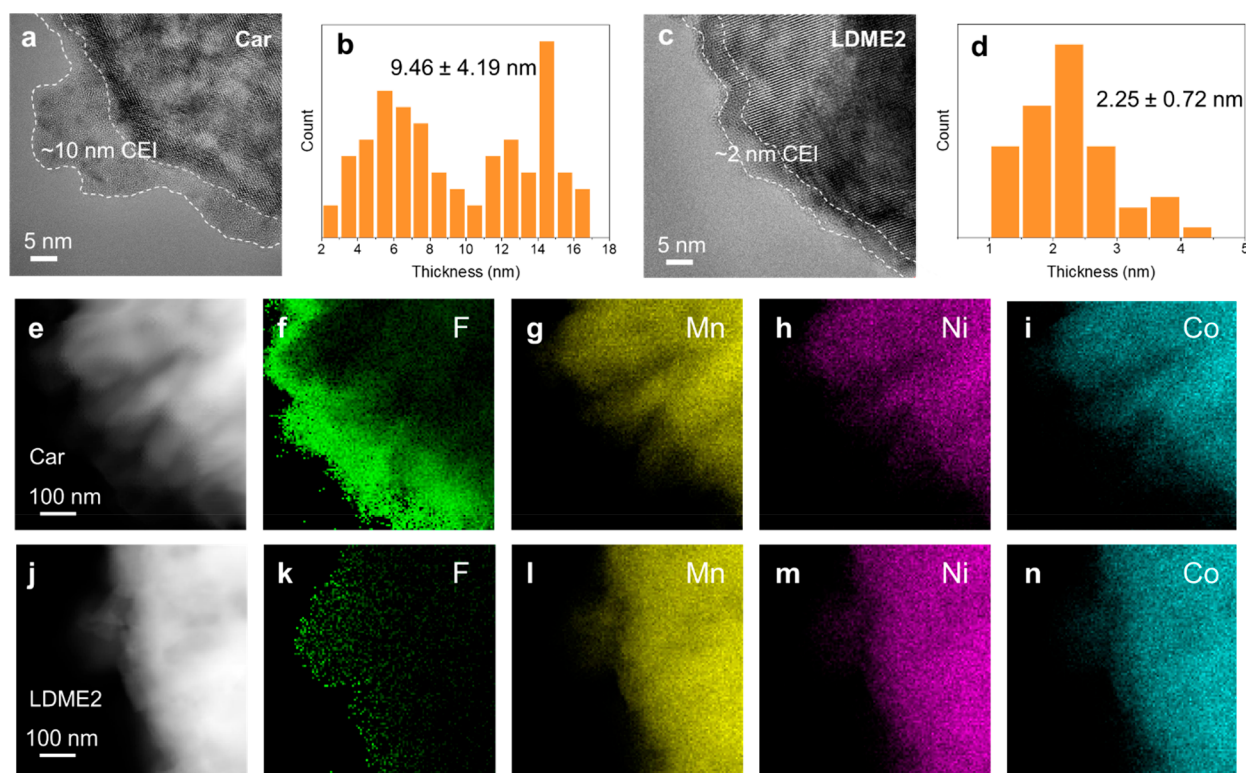 a
Car
~10 nm CEI
5 nm
b
9.46 ± 4.19 nm
Count
2 4 6 8 10 12 14 16 18
Thickness (nm)
c
LDME2
~2 nm CEI
5 nm
d
2.25 ± 0.72 nm
Count
1 2 3 4 5
Thickness (nm)
e
Car
100 nm
f F
g Mn
h Ni
i Co
j
LDME2
100 nm
k F
l Mn
m Ni
n Co